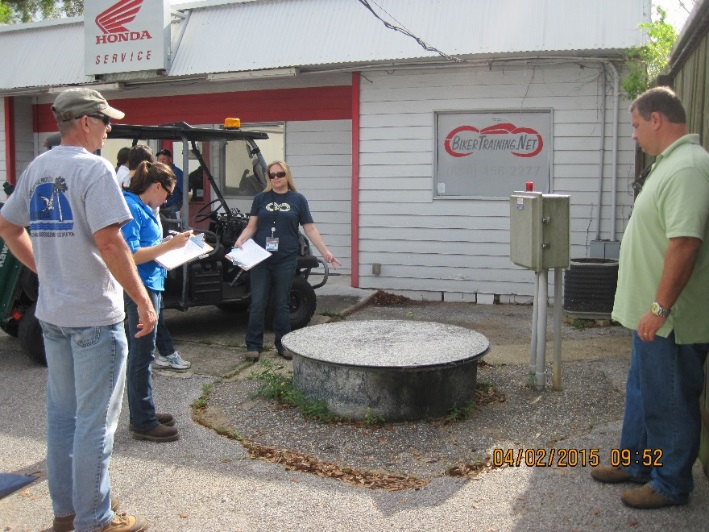 HONDA
SERVICE
BIKERTRAINING.NET
04/02/2015 09:52